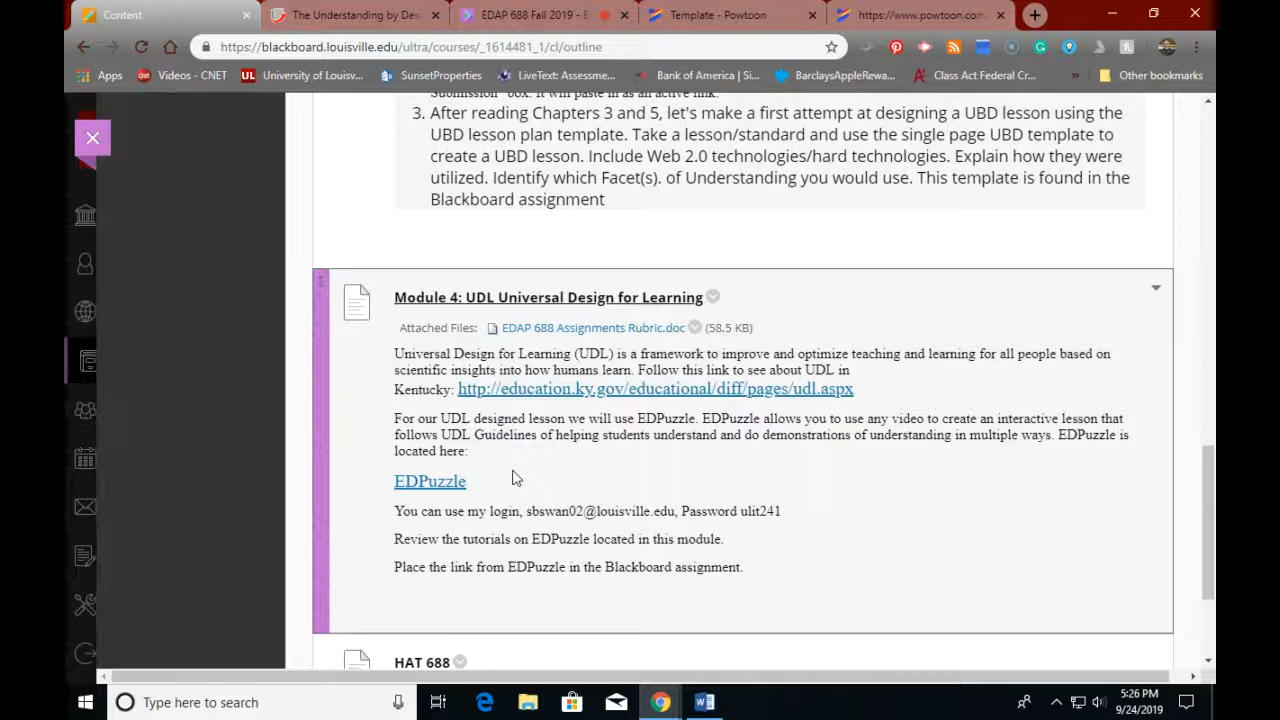 Content
The Understanding by Des
EDAP 688 Fall 2019 - E
Template - Powtoon
https://www.powtoon.com
https://blackboard.louisville.edu/ultra/courses/_1614481_1/cl/outline
Apps
Videos - CNET
University of Louisv...
SunsetProperties
LiveText: Assessme...
Bank of America | Si...
BarclaysAppleRewa...
Class Act Federal Cr...
Other bookmarks
Submission" box. It will paste in as an active link.
3. After reading Chapters 3 and 5, let's make a first attempt at designing a UBD lesson using the
UBD lesson plan template. Take a lesson/standard and use the single page UBD template to
create a UBD lesson. Include Web 2.0 technologies/hard technologies. Explain how they were
utilized. Identify which Facet(s). of Understanding you would use. This template is found in the
Blackboard assignment
Module 4: UDL Universal Design for Learning
Attached Files: EDAP 688 Assignments Rubric.doc (58.5 KB)
Universal Design for Learning (UDL) is a framework to improve and optimize teaching and learning for all people based on
scientific insights into how humans learn. Follow this link to see about UDL in
Kentucky: http://education.ky.gov/educational/diff/pages/udl.aspx
For our UDL designed lesson we will use EDPuzzle. EDPuzzle allows you to use any video to create an interactive lesson that
follows UDL Guidelines of helping students understand and do demonstrations of understanding in multiple ways. EDPuzzle is
located here:
EDPuzzle
You can use my login, sbswan02@louisville.edu, Password ulit241
Review the tutorials on EDPuzzle located in this module.
Place the link from EDPuzzle in the Blackboard assignment.
HAT 688
Type here to search
5:26 PM
9/24/2019